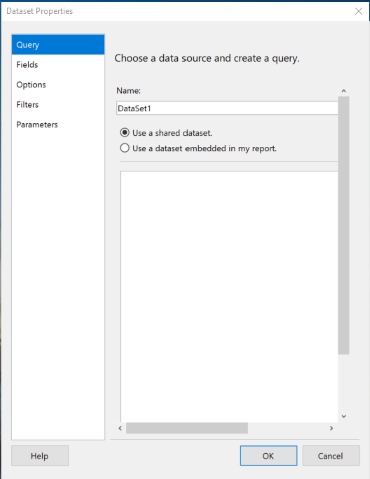 Dataset Properties
Query
Fields
Options
Filters
Parameters
Choose a data source and create a query.
Name:
DataSet1
Use a shared dataset.
Use a dataset embedded in my report.
Help
OK
Cancel